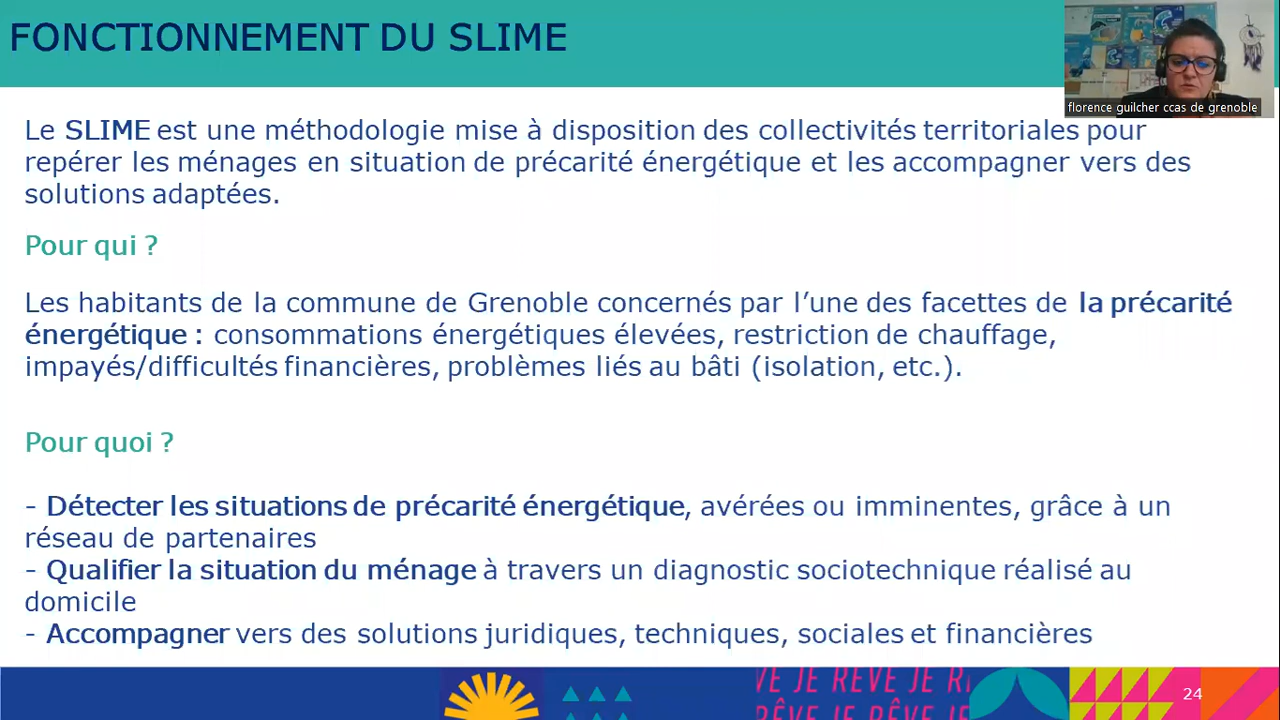 FONCTIONNEMENT DU SLIME
florence guilcher ccas de grenoble
Le SLIME est une méthodologie mise à disposition des collectivités territoriales pour
repérer les ménages en situation de précarité énergétique et les accompagner vers des
solutions adaptées.
Pour qui ?
Les habitants de la commune de Grenoble concernés par l’une des facettes de la précarité
énergétique : consommations énergétiques élevées, restriction de chauffage,
impayés/difficultés financières, problèmes liés au bâti (isolation, etc.).
Pour quoi ?
- Détecter les situations de précarité énergétique, avérées ou imminentes, grâce à un
réseau de partenaires
- Qualifier la situation du ménage à travers un diagnostic sociotechnique réalisé au
domicile
- Accompagner vers des solutions juridiques, techniques, sociales et financières
JE RÊVE JE
RÊVE JE RÊVE
24